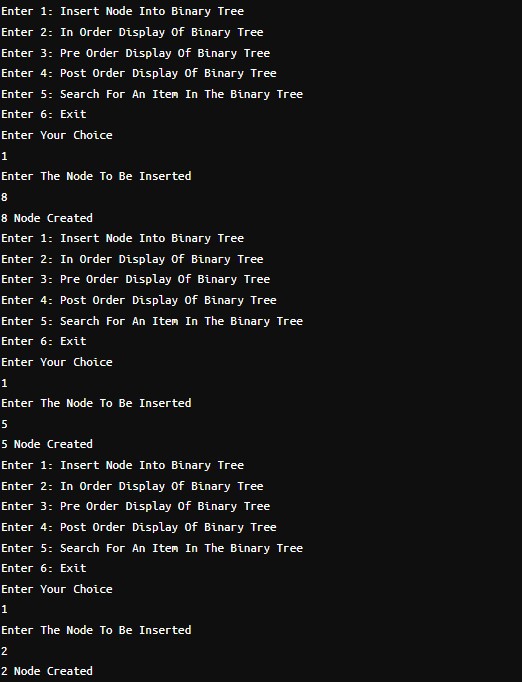 Enter 1: Insert Node Into Binary Tree
Enter 2: In Order Display Of Binary Tree
Enter 3: Pre Order Display Of Binary Tree
Enter 4: Post Order Display Of Binary Tree
Enter 5: Search For An Item In The Binary Tree
Enter 6: Exit
Enter Your Choice
1
Enter The Node To Be Inserted
8
8 Node Created
Enter 1: Insert Node Into Binary Tree
Enter 2: In Order Display Of Binary Tree
Enter 3: Pre Order Display Of Binary Tree
Enter 4: Post Order Display Of Binary Tree
Enter 5: Search For An Item In The Binary Tree
Enter 6: Exit
Enter Your Choice
1
Enter The Node To Be Inserted
5
5 Node Created
Enter 1: Insert Node Into Binary Tree
Enter 2: In Order Display Of Binary Tree
Enter 3: Pre Order Display Of Binary Tree
Enter 4: Post Order Display Of Binary Tree
Enter 5: Search For An Item In The Binary Tree
Enter 6: Exit
Enter Your Choice
1
Enter The Node To Be Inserted
2
2 Node Created